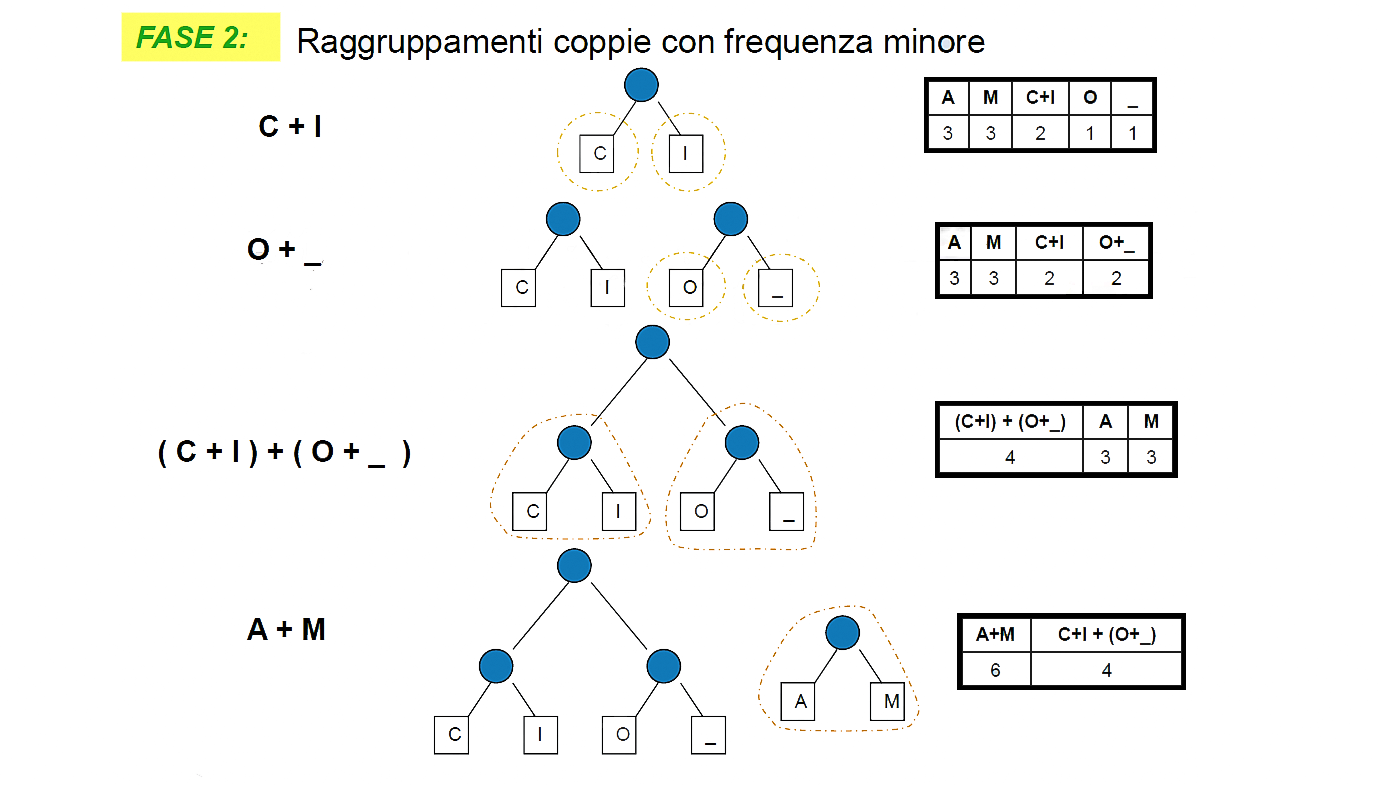 FASE 2: Raggruppamenti coppie con frequenza minore
C + I
C I
A M C+I O _
3 3 2 1 1
O + _
C I O _
A M C+I O+_
3 3 2 2
( C + I ) + ( O + _ )
C I O _
(C+I) + (O+_) A M
4 3 3
A + M
A M
C I O _
A+M C+I + (O+_)
6 4